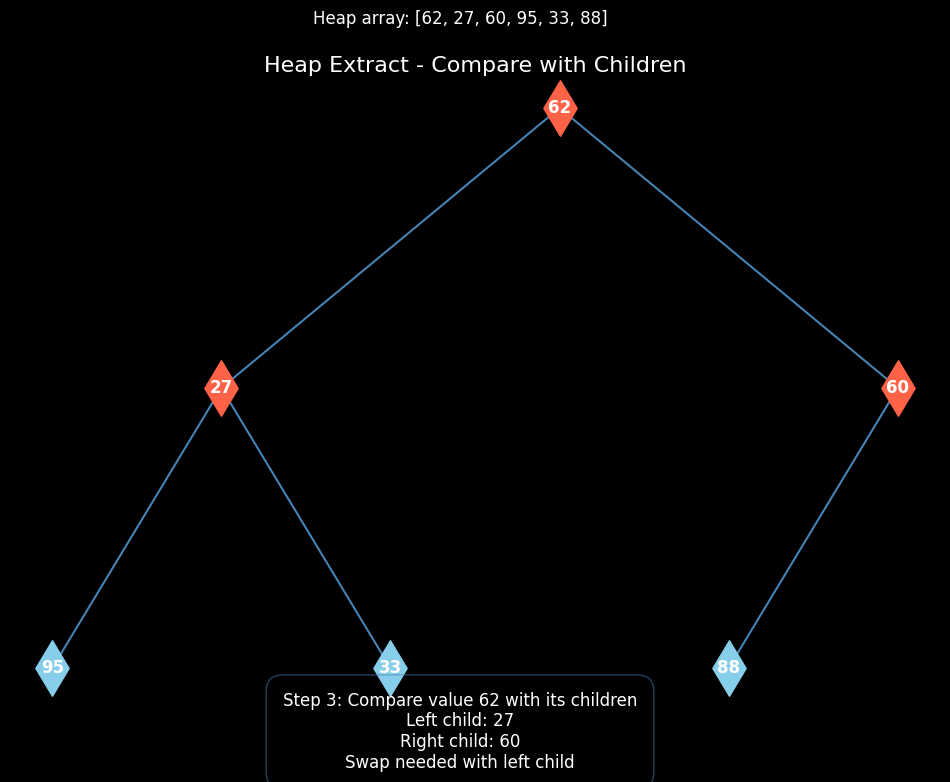 Heap array: [62, 27, 60, 95, 33, 88]
Heap Extract - Compare with Children
62
27
60
95
33
88
Step 3: Compare value 62 with its children
Left child: 27
Right child: 60
Swap needed with left child